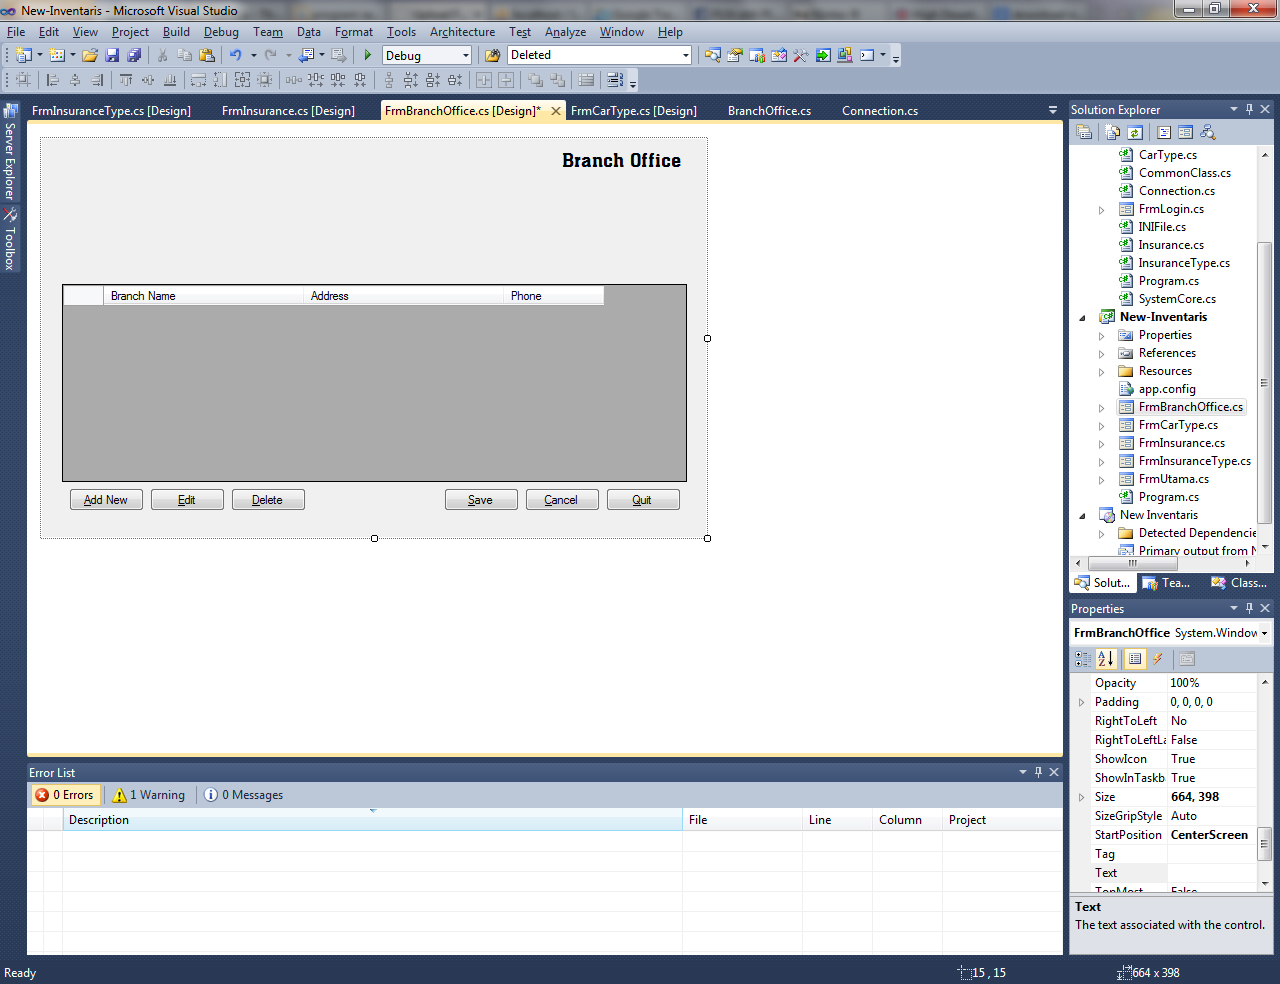 New-Inventaris - Microsoft Visual Studio
File Edit View Project Build Debug Team Data Format Tools Architecture Test Analyze Window Help
Debug Deleted
FrmInsuranceType.cs [Design] FrmInsurance.cs [Design] FrmBranchOffice.cs [Design]* FrmCarType.cs [Design] BranchOffice.cs Connection.cs
Server Explorer
Toolbox
Branch Office
Branch Name Address Phone
Add New Edit Delete Save Cancel Quit
Solution Explorer
CarType.cs
CommonClass.cs
Connection.cs
FrmLogin.cs
INIFile.cs
Insurance.cs
InsuranceType.cs
Program.cs
SystemCore.cs
New-Inventaris
Properties
References
Resources
app.config
FrmBranchOffice.cs
FrmCarType.cs
FrmInsurance.cs
FrmInsuranceType.cs
FrmUtama.cs
Program.cs
New Inventaris
Detected Dependencie
Primary output from N
Solut... Tea... Class...
Properties
FrmBranchOffice System.Window
Opacity 100%
Padding 0, 0, 0, 0
RightToLeft No
RightToLeftLa False
ShowIcon True
ShowInTaskb True
Size 664, 398
SizeGripStyle Auto
StartPosition CenterScreen
Tag
Text
TopMost False
Text
The text associated with the control.
Error List
0 Errors 1 Warning 0 Messages
Description File Line Column Project
Ready 15 , 15 664 x 398